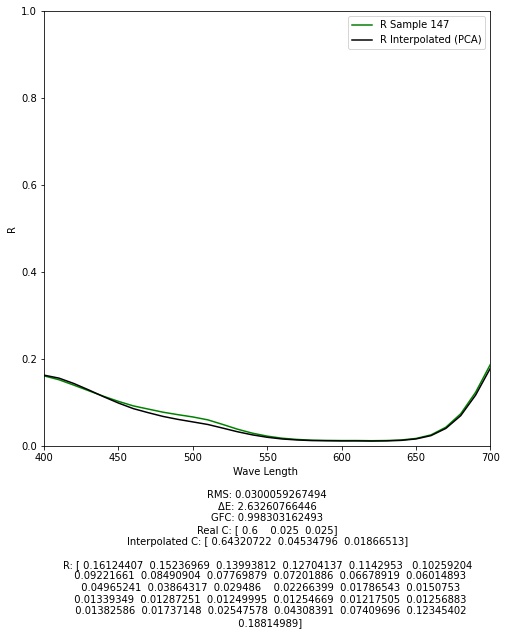 R Sample 147
R Interpolated (PCA)
1.0
0.8
0.6
0.4
0.2
0.0
R
400 450 500 550 600 650 700
Wave Length
RMS: 0.0300059267494
ΔE: 2.63260766446
GFC: 0.998303162493
Real C: [ 0.6 0.025 0.025]
Interpolated C: [ 0.64320722 0.04534796 0.01866513]
R: [ 0.16124407 0.15236969 0.13993812 0.12704137 0.1142953 0.10259204
0.09221661 0.08490904 0.07769879 0.07201886 0.06678919 0.06014893
0.04965241 0.03864317 0.029486 0.02266399 0.01786543 0.0150753
0.01339349 0.01287251 0.01249995 0.01254669 0.01217505 0.01256883
0.01382586 0.01737148 0.02547578 0.04308391 0.07409696 0.12345402
0.18814989]